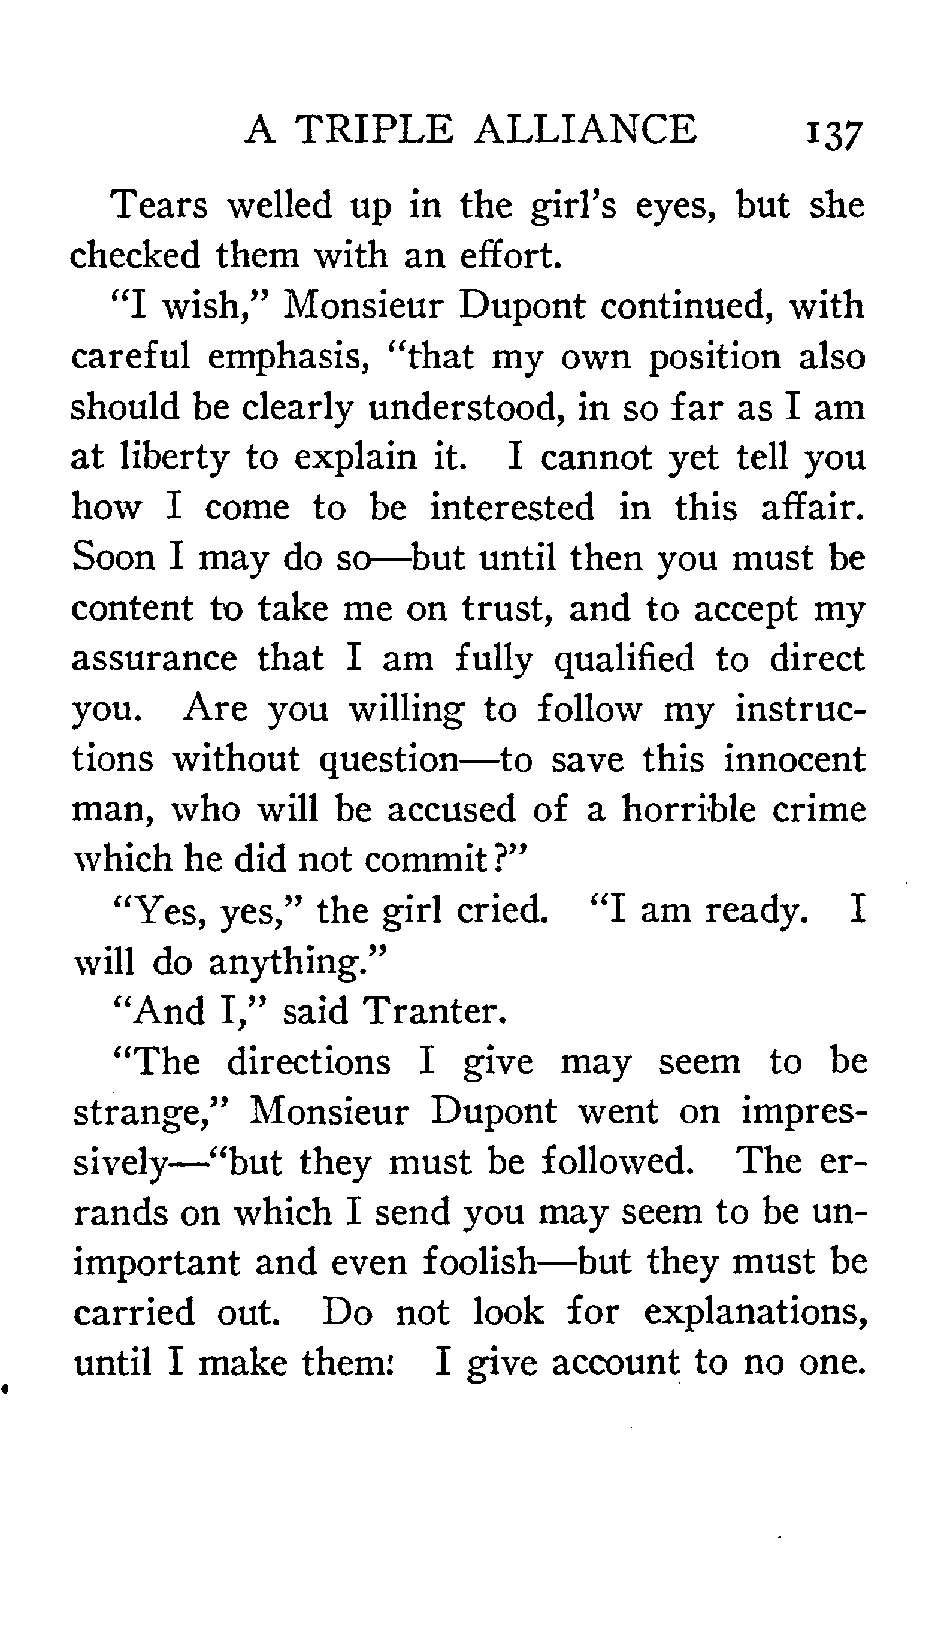 A TRIPLE ALLIANCE 137
Tears welled up in the girl's eyes, but she
checked them with an effort.
"I wish," Monsieur Dupont continued, with
careful emphasis, "that my own position also
should be clearly understood, in so far as I am
at liberty to explain it. I cannot yet tell you
how I come to be interested in this affair.
Soon I may do so—but until then you must be
content to take me on trust, and to accept my
assurance that I am fully qualified to direct
you. Are you willing to follow my instruc-
tions without question—to save this innocent
man, who will be accused of a horrible crime
which he did not commit?"
"Yes, yes," the girl cried. "I am ready. I
will do anything."
"And I," said Tranter.
"The directions I give may seem to be
strange," Monsieur Dupont went on impres-
sively—"but they must be followed. The er-
rands on which I send you may seem to be un-
important and even foolish—but they must be
carried out. Do not look for explanations,
until I make them: I give account to no one.